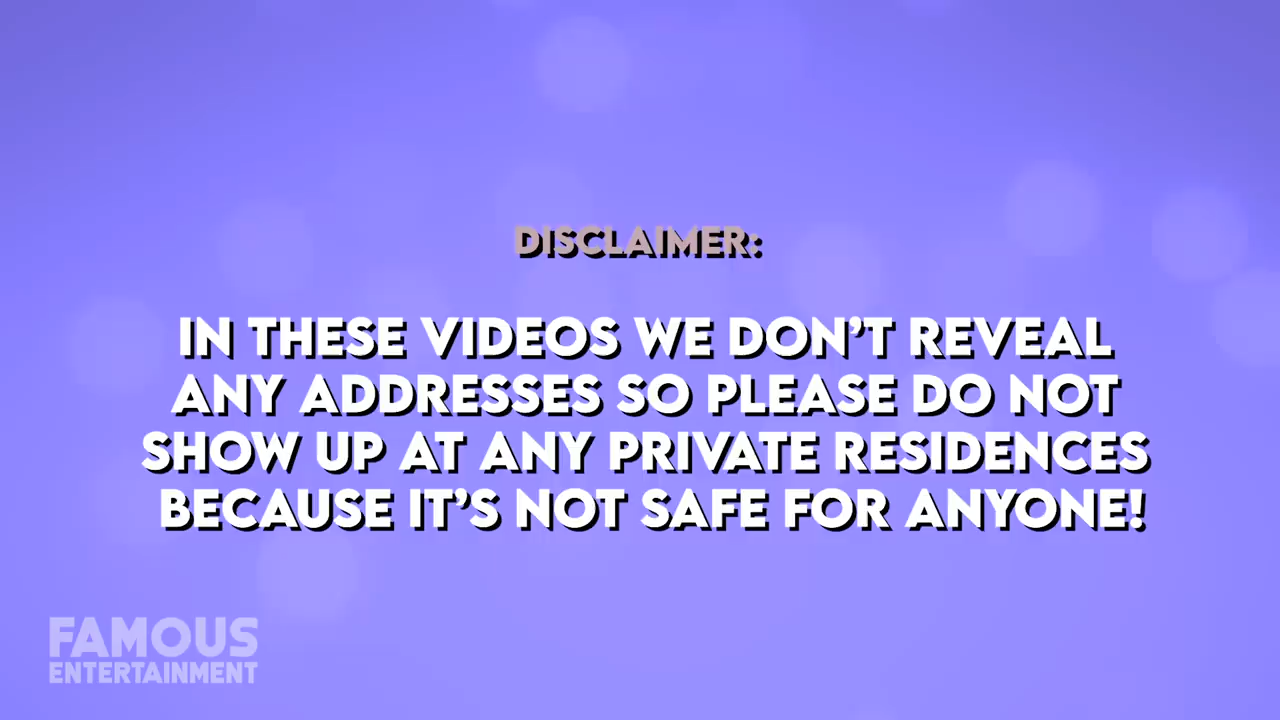 DISCLAIMER:
IN THESE VIDEOS WE DON'T REVEAL
ANY ADDRESSES SO PLEASE DO NOT
SHOW UP AT ANY PRIVATE RESIDENCES
BECAUSE IT'S NOT SAFE FOR ANYONE!
FAMOUS
ENTERTAINMENT